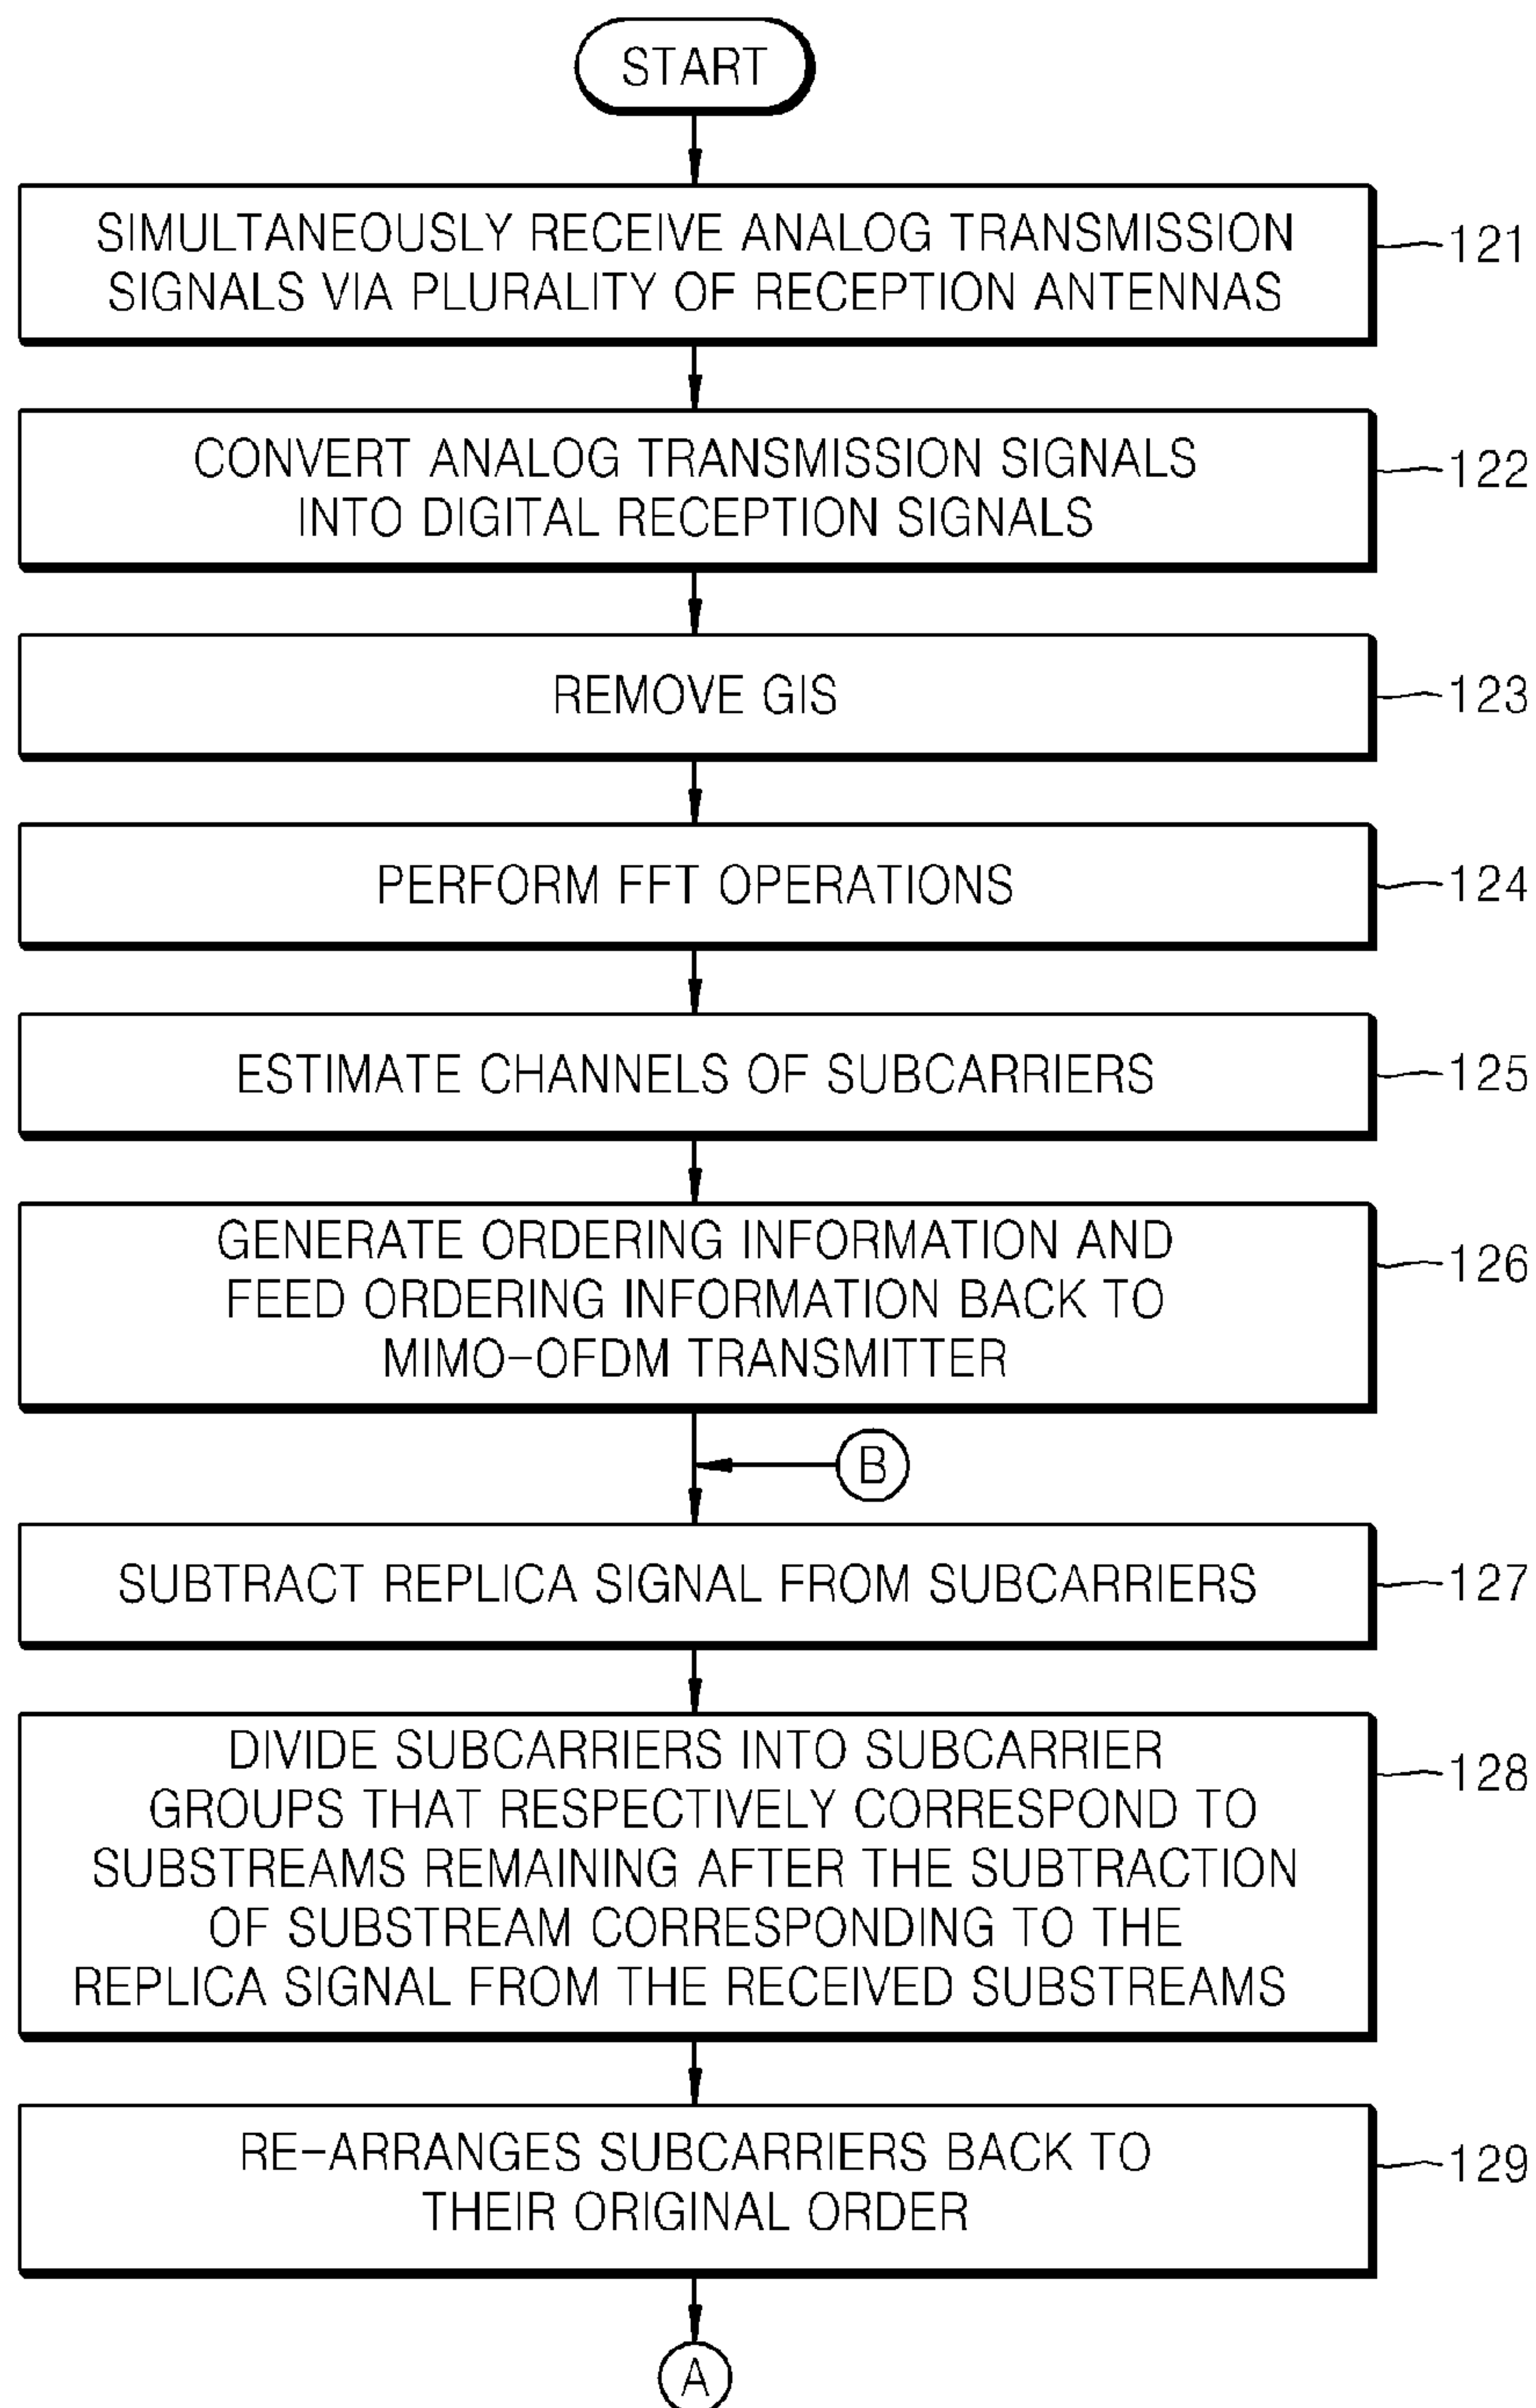 START
SIMULTANEOUSLY RECEIVE ANALOG TRANSMISSION
SIGNALS VIA PLURALITY OF RECEPTION ANTENNAS
121
CONVERT ANALOG TRANSMISSION SIGNALS
INTO DIGITAL RECEPTION SIGNALS
122
REMOVE GIS
123
PERFORM FFT OPERATIONS
124
ESTIMATE CHANNELS OF SUBCARRIERS
125
GENERATE ORDERING INFORMATION AND
FEED ORDERING INFORMATION BACK TO
MIMO-OFDM TRANSMITTER
126
B
SUBTRACT REPLICA SIGNAL FROM SUBCARRIERS
127
DIVIDE SUBCARRIERS INTO SUBCARRIER
GROUPS THAT RESPECTIVELY CORRESPOND TO
SUBSTREAMS REMAINING AFTER THE SUBTRACTION
OF SUBSTREAM CORRESPONDING TO THE
REPLICA SIGNAL FROM THE RECEIVED SUBSTREAMS
128
RE-ARRANGES SUBCARRIERS BACK TO
THEIR ORIGINAL ORDER
129
A